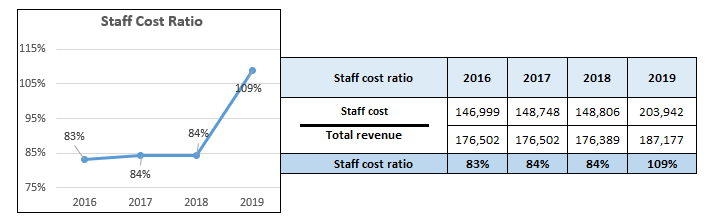 Staff Cost Ratio
115%
105%
95%
85%
75%
83%
84%
84%
109%
2016 2017 2018 2019
Staff cost ratio 2016 2017 2018 2019
Staff cost 146,999 148,748 148,806 203,942
Total revenue 176,502 176,502 176,389 187,177
Staff cost ratio 83% 84% 84% 109%